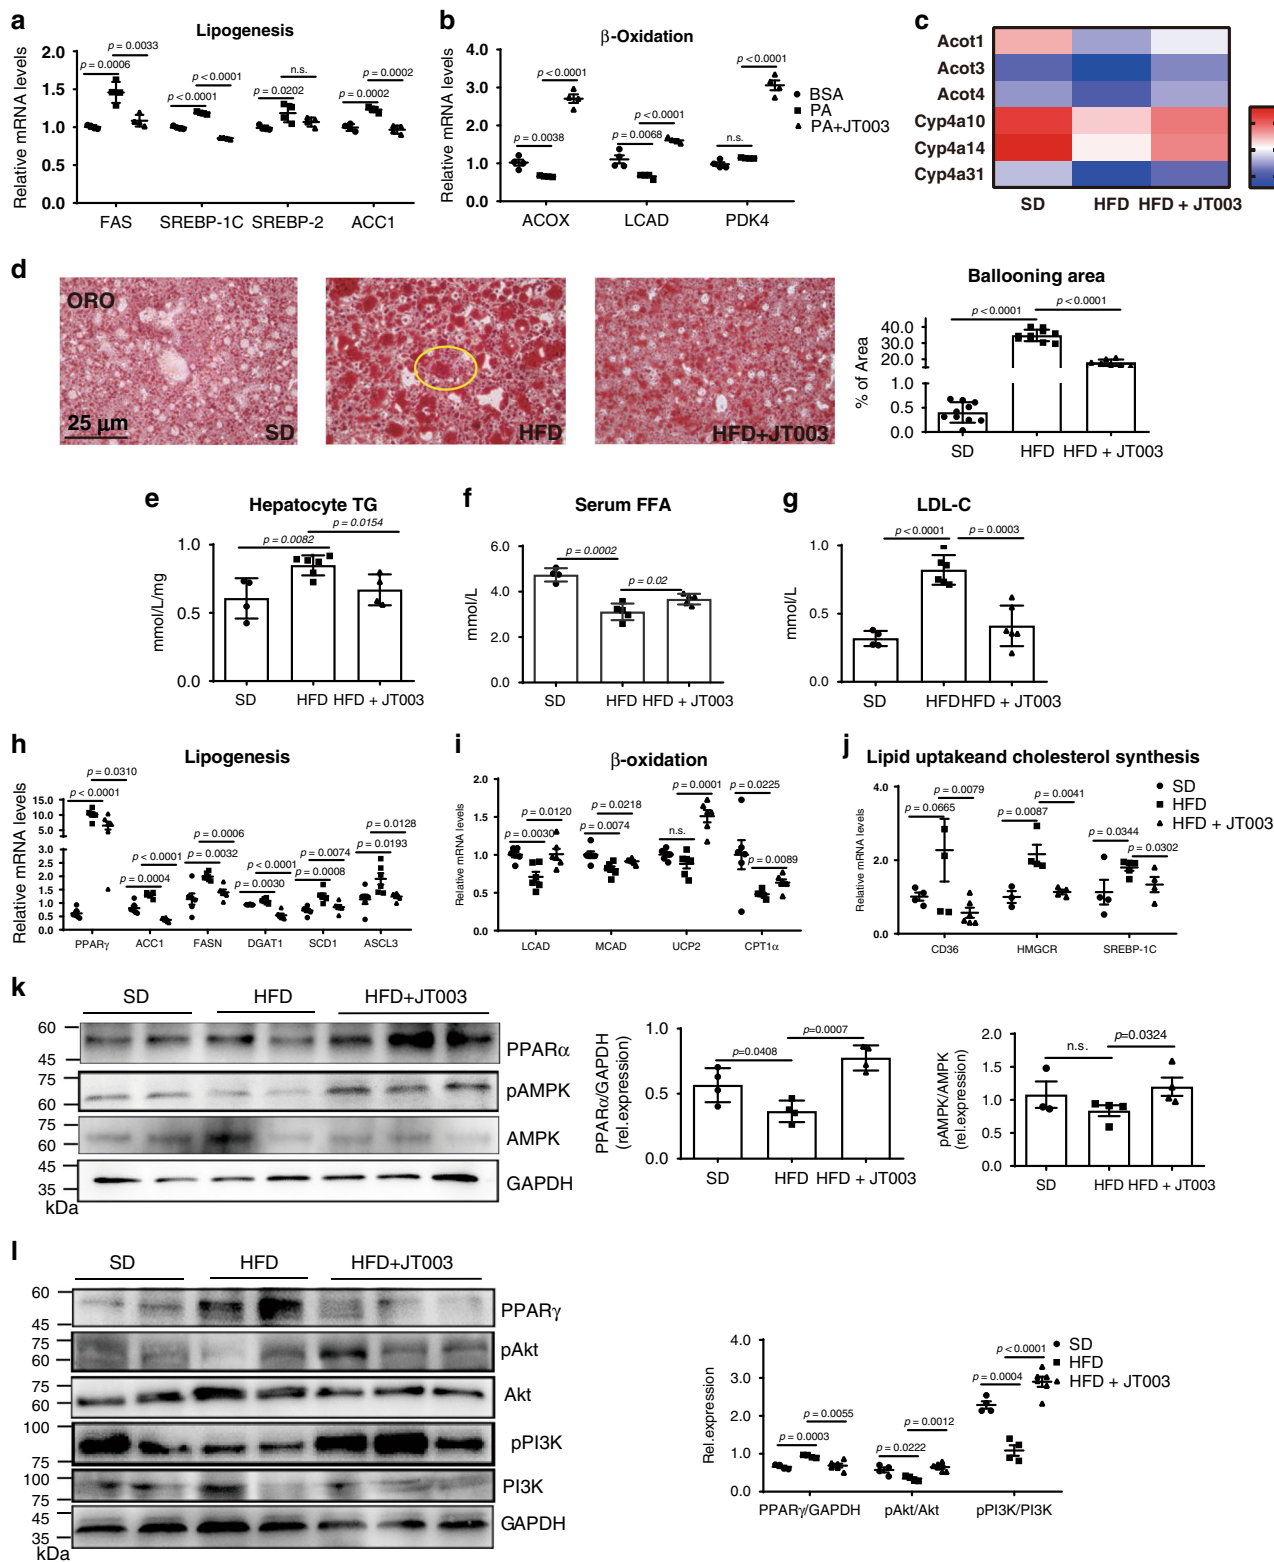 a
Lipogenesis
Relative mRNA levels
2.0
1.5
1.0
0.5
0.0
p = 0.0033
p = 0.0006
p < 0.0001
p < 0.0001
n.s.
p = 0.0202
p = 0.0002
p = 0.0002
FAS SREBP-1C SREBP-2 ACC1
b
β-Oxidation
Relative mRNA levels
4.0
3.0
2.0
1.0
0.0
p < 0.0001
p = 0.0038
p < 0.0001
p = 0.0068
p < 0.0001
n.s.
BSA
PA
PA+JT003
ACOX LCAD PDK4
c
Acot1
Acot3
Acot4
Cyp4a10
Cyp4a14
Cyp4a31
SD HFD HFD + JT003
d
ORO
25 μm
SD
HFD
HFD+JT003
Ballooning area
% of Area
40.0
30.0
20.0
1.0
0.5
0.0
p < 0.0001
p < 0.0001
SD HFD HFD + JT003
e
Hepatocyte TG
mmol/L/mg
1.0
0.5
0.0
p = 0.0154
p = 0.0082
SD HFD HFD + JT003
f
Serum FFA
mmol/L
6.0
4.0
2.0
0.0
p = 0.0002
p = 0.02
SD HFD HFD + JT003
g
LDL-C
mmol/L
1.0
0.5
0.0
p < 0.0001
p = 0.0003
SD HFD HFD + JT003
h
Lipogenesis
Relative mRNA levels
15.0
10.0
5.0
3.0
2.5
2.0
1.5
1.0
0.5
0.0
p = 0.0310
p < 0.0001
p < 0.0001
p = 0.0004
p = 0.0006
p = 0.0032
p < 0.0001
p = 0.0030
p = 0.0074
p = 0.0008
p = 0.0128
p = 0.0193
PPARγ ACC1 FASN DGAT1 SCD1 ASCL3
i
β-oxidation
Relative mRNA levels
2.0
1.5
1.0
0.5
0.0
p = 0.0120
p = 0.0030
p = 0.0218
p = 0.0074
p = 0.0001
n.s.
p = 0.0225
p = 0.0089
LCAD MCAD UCP2 CPT1α
j
Lipid uptakeand cholesterol synthesis
Relative mRNA levels
4.0
2.0
0.0
p = 0.0079
p = 0.0665
p = 0.0041
p = 0.0087
p = 0.0344
p = 0.0302
SD
HFD
HFD + JT003
CD36 HMGCR SREBP-1C
k
SD HFD HFD+JT003
60
45
PPARα
75
60
pAMPK
75
60
AMPK
45
35
GAPDH
kDa
PPARα/GAPDH
(rel.expression)
1.0
0.5
0.0
p=0.0408
p=0.0007
SD HFD HFD + JT003
pAMPK/AMPK
(rel.expression)
2.0
1.5
1.0
0.5
0.0
n.s.
p=0.0324
SD HFD HFD + JT003
l
SD HFD HFD+JT003
60
45
PPARγ
75
60
pAkt
75
60
Akt
100
75
pPI3K
100
75
PI3K
45
35
GAPDH
kDa
Rel.expression
4.0
3.0
2.0
1.0
0.0
p = 0.0055
p = 0.0003
p = 0.0012
p = 0.0222
p < 0.0001
p = 0.0004
SD
HFD
HFD + JT003
PPARγ/GAPDH pAkt/Akt pPI3K/PI3K